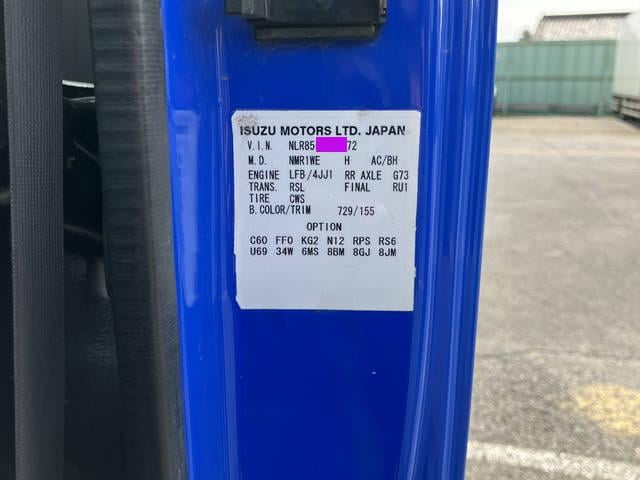 ISUZU MOTORS LTD. JAPAN
V.I.N. NLR85 72
M.D. NMR1WE H AC/BH
ENGINE LFB/4JJ1 RR AXLE G73
TRANS. RSL FINAL RU1
TIRE CWS
B.COLOR/TRIM 729/155
OPTION
C60 FF0 KG2 N12 RPS RS6
U69 34W 6MS 8BM 8GJ 8JM